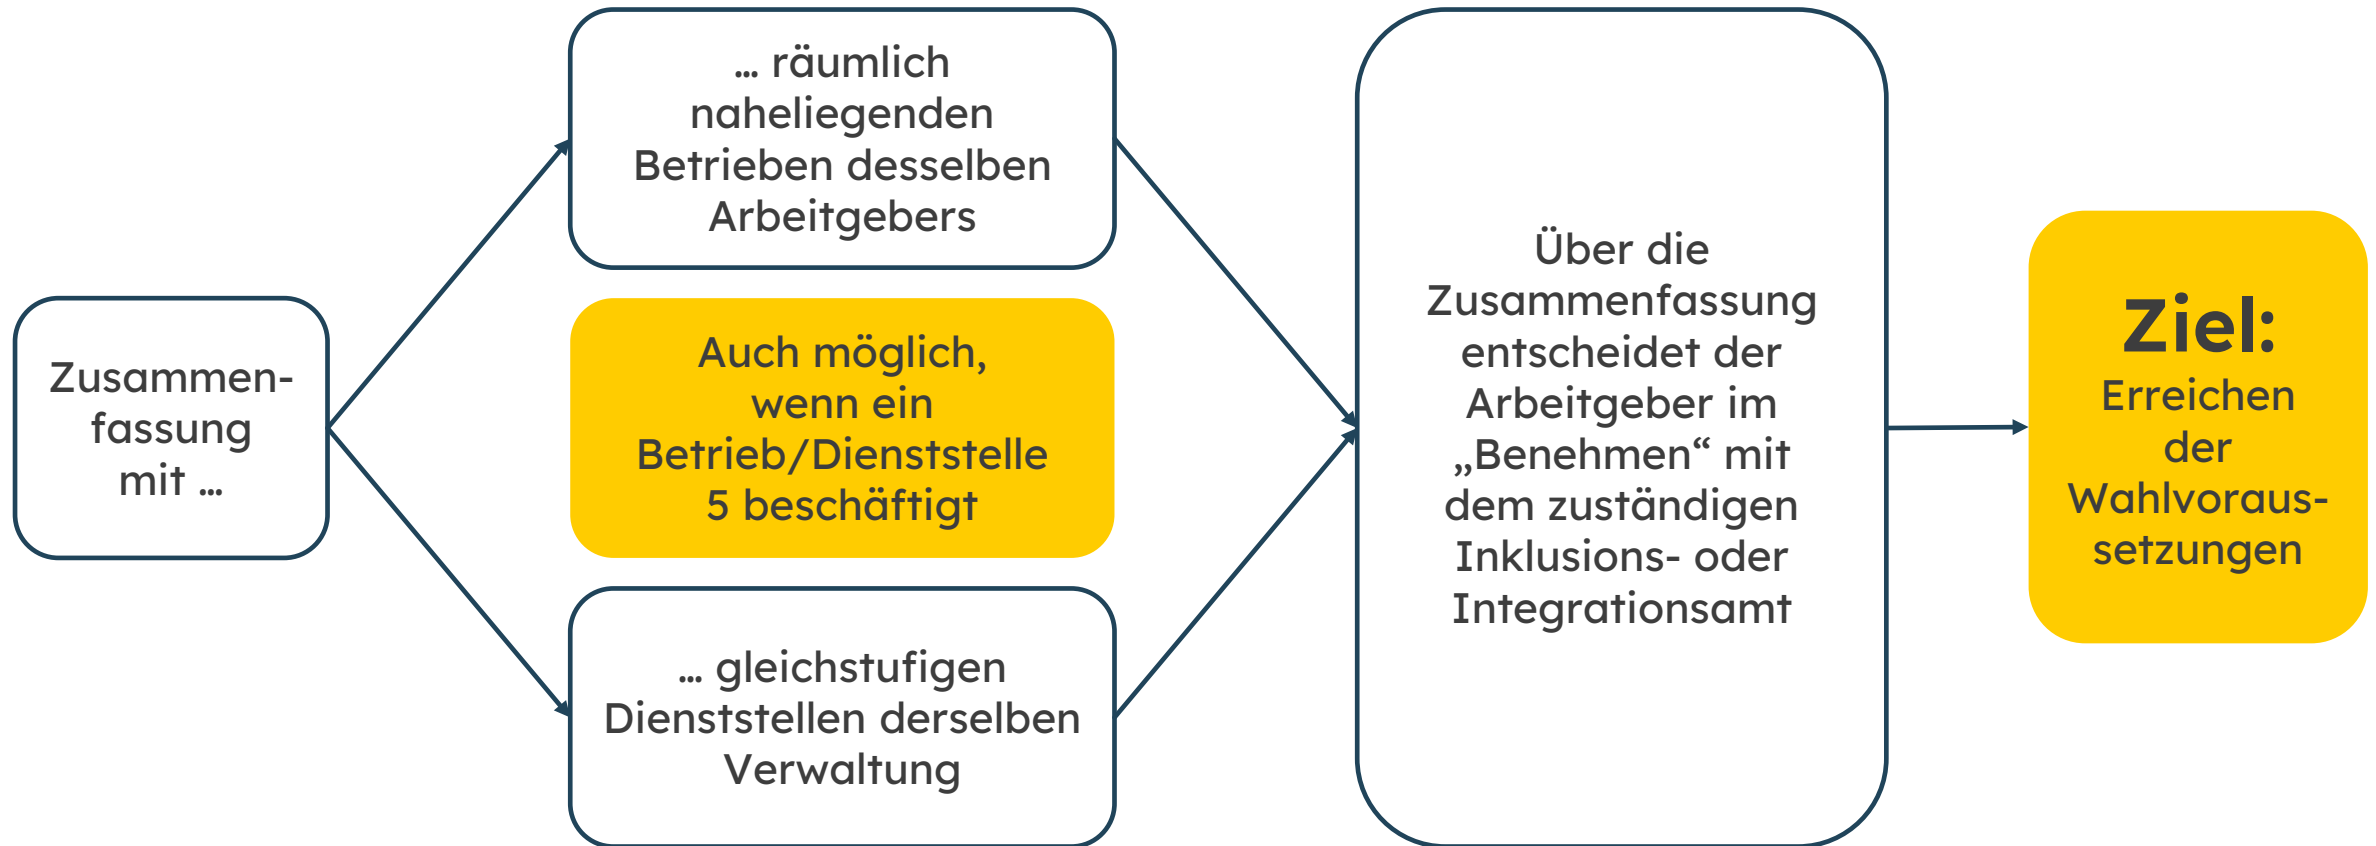 Zusammen-
fassung
mit …
… räumlich
naheliegenden
Betrieben desselben
Arbeitgebers
Auch möglich,
wenn ein
Betrieb/Dienststelle
5 beschäftigt
… gleichstufigen
Dienststellen derselben
Verwaltung
Über die
Zusammenfassung
entscheidet der
Arbeitgeber im
„Benehmen“ mit
dem zuständigen
Inklusions- oder
Integrationsamt
Ziel:
Erreichen
der
Wahlvoraus-
setzungen